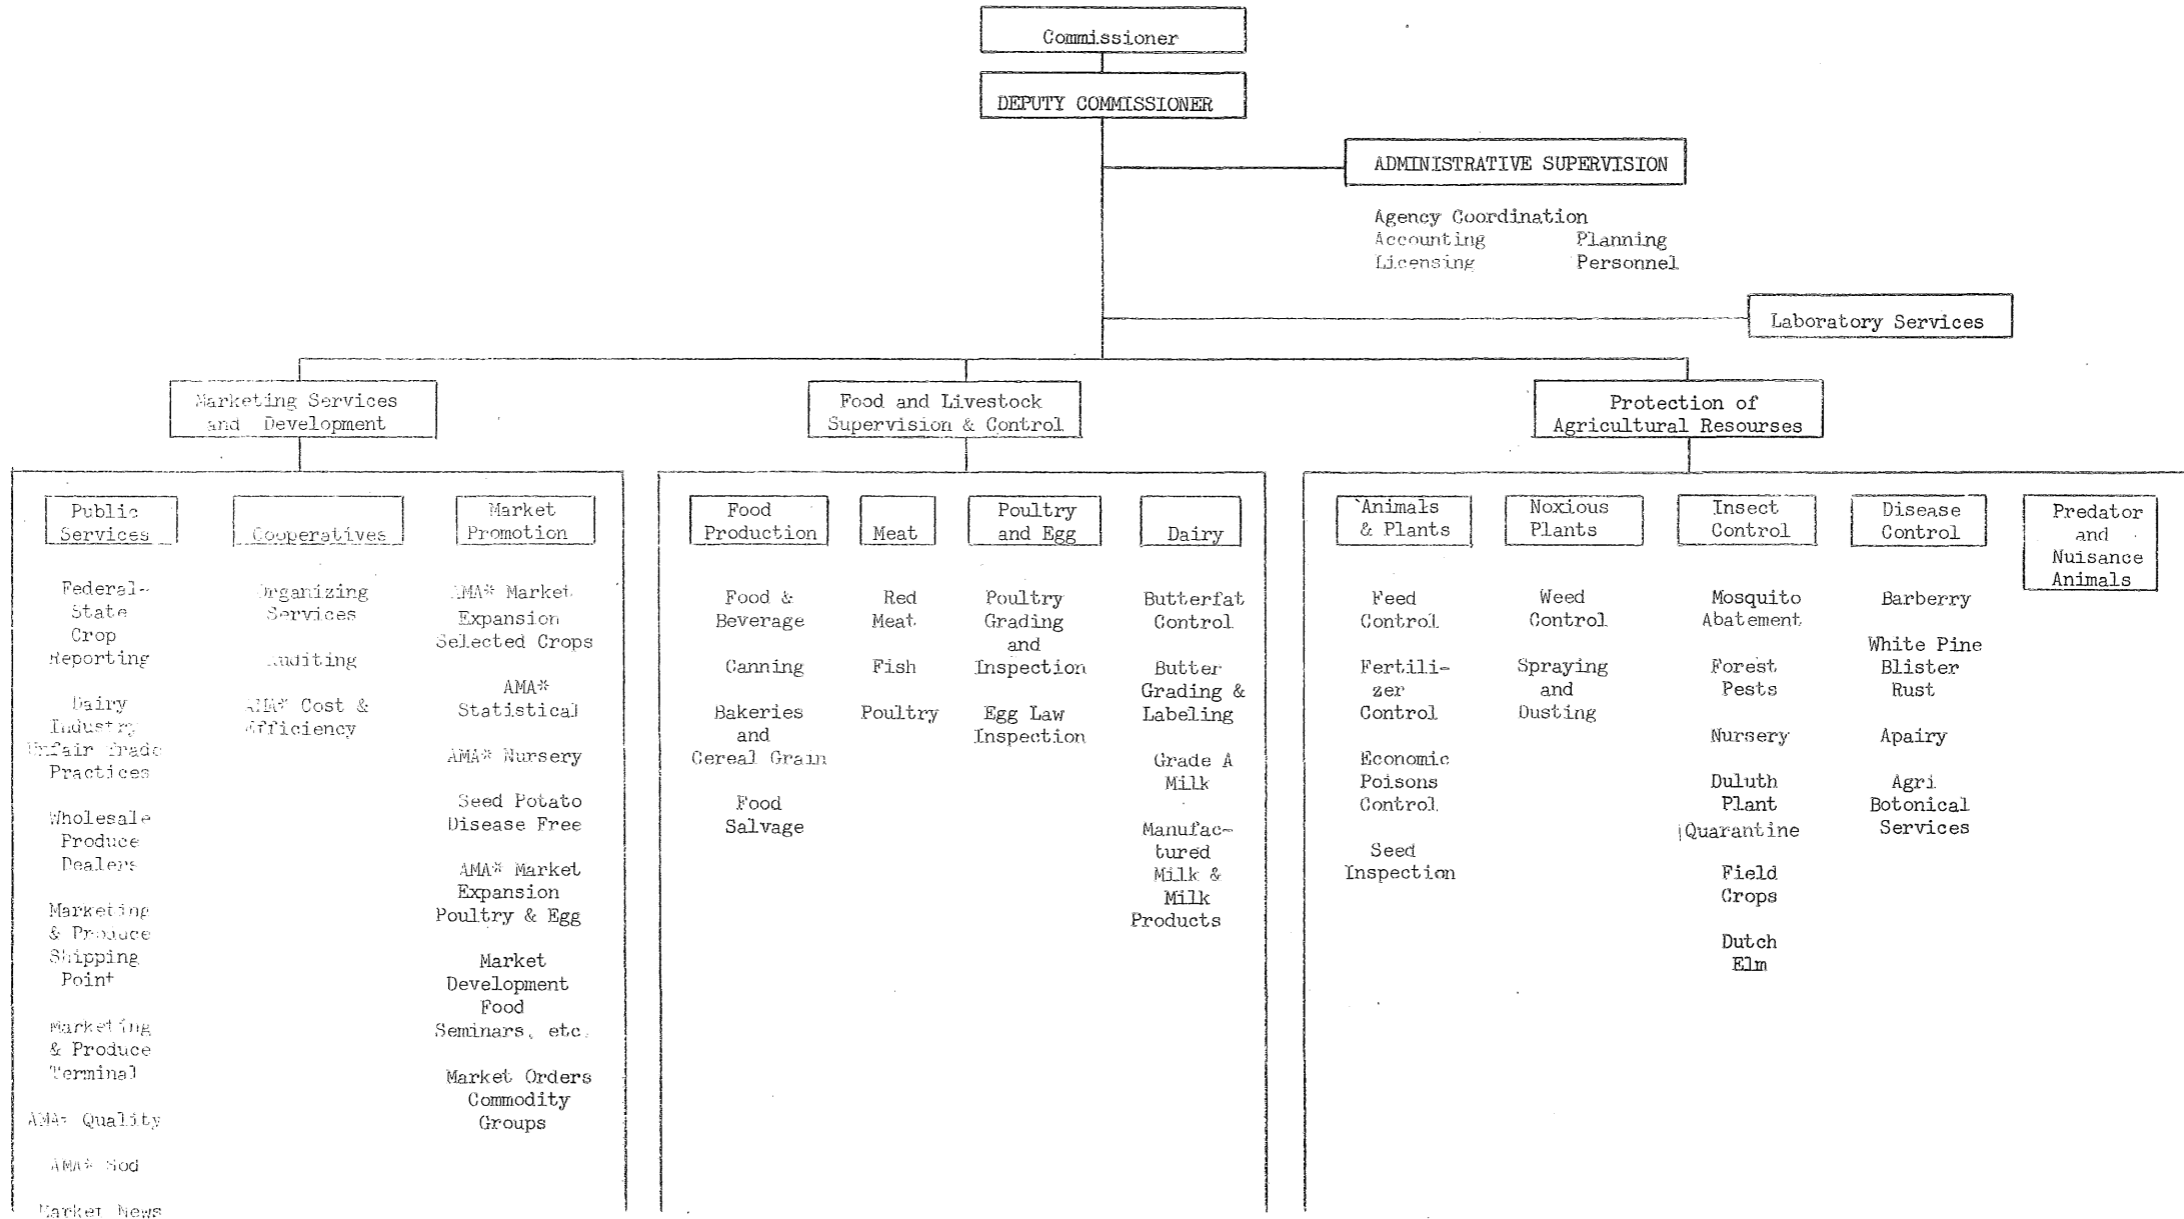 Commissioner
DEPUTY COMMISSIONER
ADMINISTRATIVE SUPERVISION
Agency Coordination
Accounting Planning
Licensing Personnel
Laboratory Services
Marketing Services
and Development
Food and Livestock
Supervision & Control
Protection of
Agricultural Resourses
Public
Services
Federal-
State
Crop
Reporting
Dairy
Industry
Unfair Trade
Practices
Wholesale
Produce
Dealers
Marketing
& Produce
Shipping
Point
Marketing
& Produce
Terminal
AMA* Quality
AMA* Sod
Market News
Cooperatives
Organizing
Services
Auditing
AMA* Cost &
Efficiency
Market
Promotion
AMA* Market
Expansion
Selected Crops
AMA*
Statistical
AMA* Nursery
Seed Potato
Disease Free
AMA* Market
Expansion
Poultry & Egg
Market
Development
Food
Seminars, etc.
Market Orders
Commodity
Groups
Food
Production
Food &
Beverage
Canning
Bakeries
and
Cereal Grain
Food
Salvage
Meat
Red
Meat
Fish
Poultry
Poultry
and Egg
Poultry
Grading
and
Inspection
Egg Law
Inspection
Dairy
Butterfat
Control
Butter
Grading &
Labeling
Grade A
Milk
Manufac-
tured
Milk &
Milk
Products
Animals
& Plants
Feed
Control
Fertili-
zer
Control
Economic
Poisons
Control
Seed
Inspection
Noxious
Plants
Weed
Control
Spraying
and
Dusting
Insect
Control
Mosquito
Abatement
Forest
Pests
Nursery
Duluth
Plant
Quarantine
Field
Crops
Dutch
Elm
Disease
Control
Barberry
White Pine
Blister
Rust
Apairy
Agri
Botonical
Services
Predator
and
Nuisance
Animals